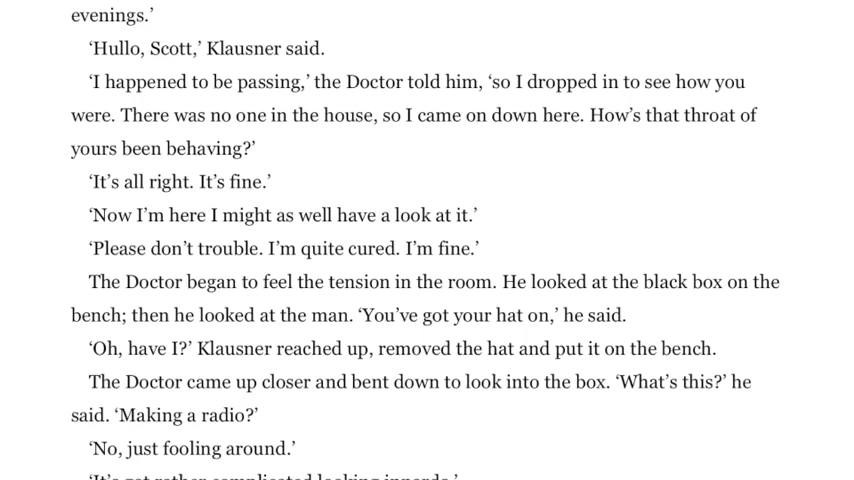 evenings.’
‘Hullo, Scott,’ Klausner said.
‘I happened to be passing,’ the Doctor told him, ‘so I dropped in to see how you
were. There was no one in the house, so I came on down here. How’s that throat of
yours been behaving?’
‘It’s all right. It’s fine.’
‘Now I’m here I might as well have a look at it.’
‘Please don’t trouble. I’m quite cured. I’m fine.’
The Doctor began to feel the tension in the room. He looked at the black box on the
bench; then he looked at the man. ‘You’ve got your hat on,’ he said.
‘Oh, have I?’ Klausner reached up, removed the hat and put it on the bench.
The Doctor came up closer and bent down to look into the box. ‘What’s this?’ he
said. ‘Making a radio?’
‘No, just fooling around.’
‘It’s got rather complicated looking innards.’